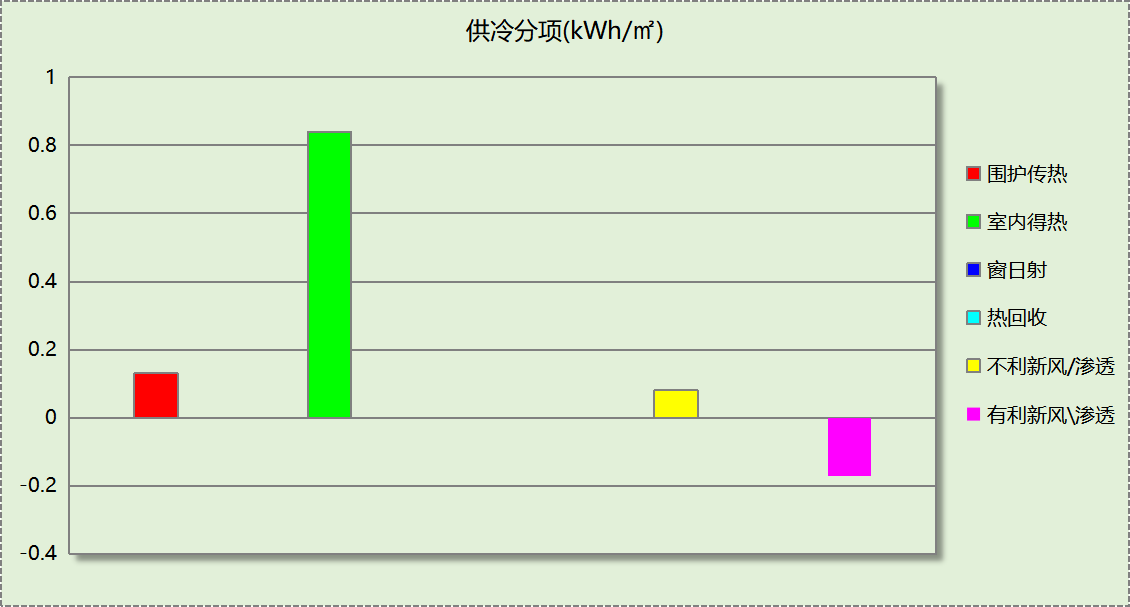 供冷分项(kWh/㎡)
1
0.8
0.6
0.4
0.2
0
-0.2
-0.4
围护传热
室内得热
窗日射
热回收
不利新风/渗透
有利新风\渗透